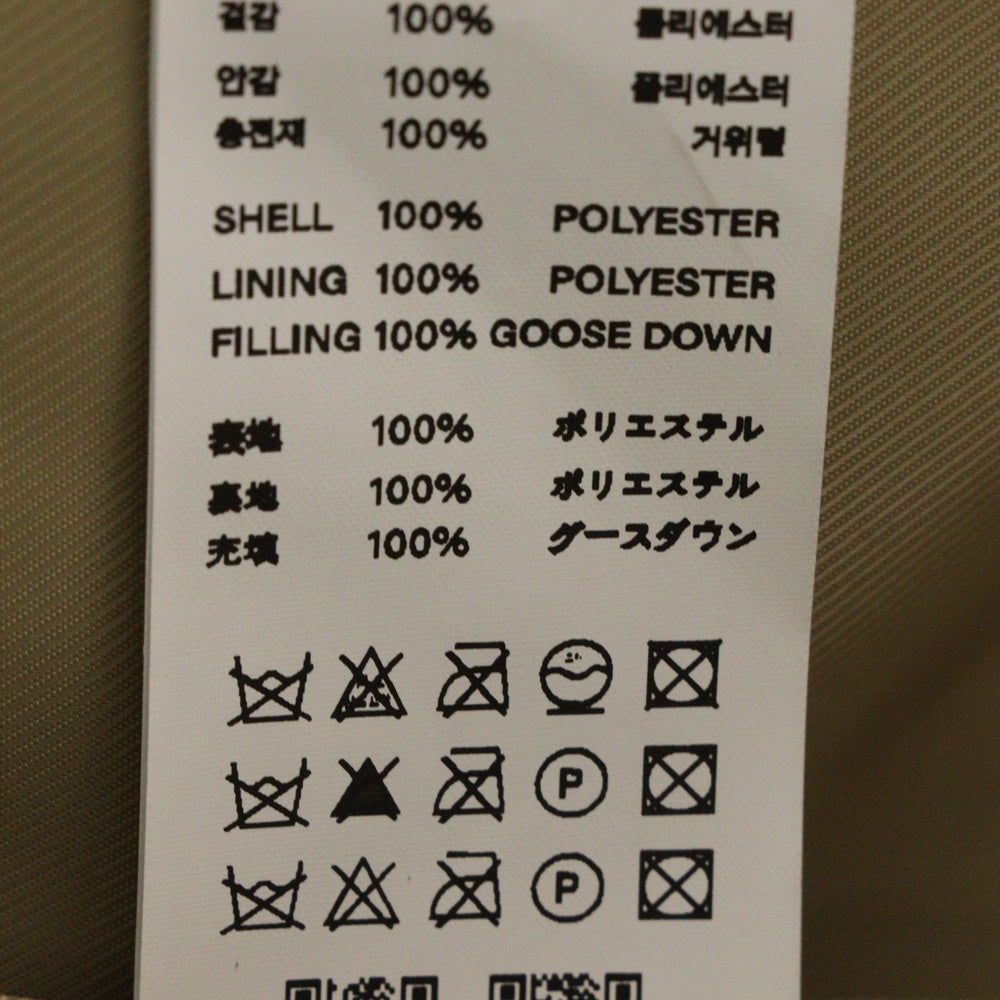 겉감 100% 폴리에스터
안감 100% 폴리에스터
충전재 100% 거위털
SHELL 100% POLYESTER
LINING 100% POLYESTER
FILLING 100% GOOSE DOWN
表地 100% ポリエステル
裏地 100% ポリエステル
充填 100% グースダウン
P
P